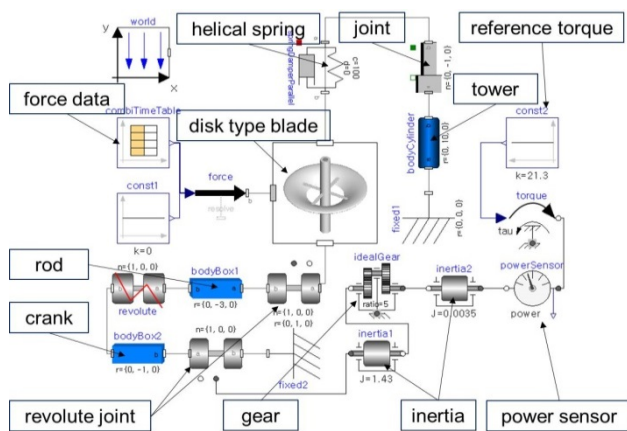 helical spring
joint
reference torque
y
world
x
springDamperParallel
c=100
d=0
n={0, -1, 0}
tower
force data
combiTimeTable
disk type blade
const2
bodyCylinder
r={0, 10, 0}
k=21.3
const1
force
resolve
fixed1
r={0, 0, 0}
torque
tau
k=0
rod
n={1, 0, 0}
bodyBox1
idealGear
inertia2
powerSensor
revolute
r={0, -3, 0}
n={1, 0, 0}
r={0, 1, 0}
ratio=5
J=0.0035
power
crank
bodyBox2
n={1, 0, 0}
inertia1
r={0, -1, 0}
fixed2
J=1.43
revolute joint
gear
inertia
power sensor